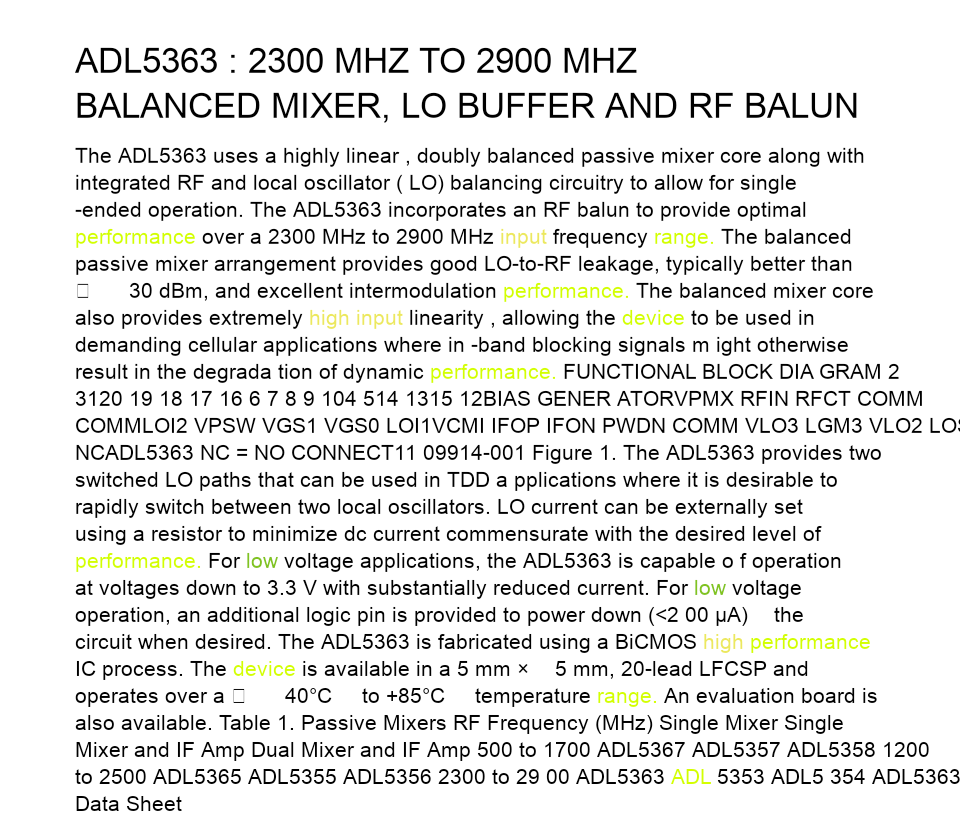 ADL5363 : 2300 MHZ TO 2900 MHZ
BALANCED MIXER, LO BUFFER AND RF BALUN
The ADL5363 uses a highly linear , doubly balanced passive mixer core along with
integrated RF and local oscillator ( LO) balancing circuitry to allow for single
-ended operation. The ADL5363 incorporates an RF balun to provide optimal
performance over a 2300 MHz to 2900 MHz input frequency range. The balanced
passive mixer arrangement provides good LO-to-RF leakage, typically better than
□ 30 dBm, and excellent intermodulation performance. The balanced mixer core
also provides extremely high input linearity , allowing the device to be used in
demanding cellular applications where in -band blocking signals m ight otherwise
result in the degrada tion of dynamic performance. FUNCTIONAL BLOCK DIA GRAM 2
3120 19 18 17 16 6 7 8 9 104 514 1315 12BIAS GENER ATORVPMX RFIN RFCT COMM
COMMLOI2 VPSW VGS1 VGS0 LOI1VCMI IFOP IFON PWDN COMM VLO3 LGM3 VLO2 LOS
NCADL5363 NC = NO CONNECT11 09914-001 Figure 1. The ADL5363 provides two
switched LO paths that can be used in TDD a pplications where it is desirable to
rapidly switch between two local oscillators. LO current can be externally set
using a resistor to minimize dc current commensurate with the desired level of
performance. For low voltage applications, the ADL5363 is capable o f operation
at voltages down to 3.3 V with substantially reduced current. For low voltage
operation, an additional logic pin is provided to power down (<2 00 µA) the
circuit when desired. The ADL5363 is fabricated using a BiCMOS high performance
IC process. The device is available in a 5 mm × 5 mm, 20-lead LFCSP and
operates over a □ 40°C to +85°C temperature range. An evaluation board is
also available. Table 1. Passive Mixers RF Frequency (MHz) Single Mixer Single
Mixer and IF Amp Dual Mixer and IF Amp 500 to 1700 ADL5367 ADL5357 ADL5358 1200
to 2500 ADL5365 ADL5355 ADL5356 2300 to 29 00 ADL5363 ADL 5353 ADL5 354 ADL5363
Data Sheet